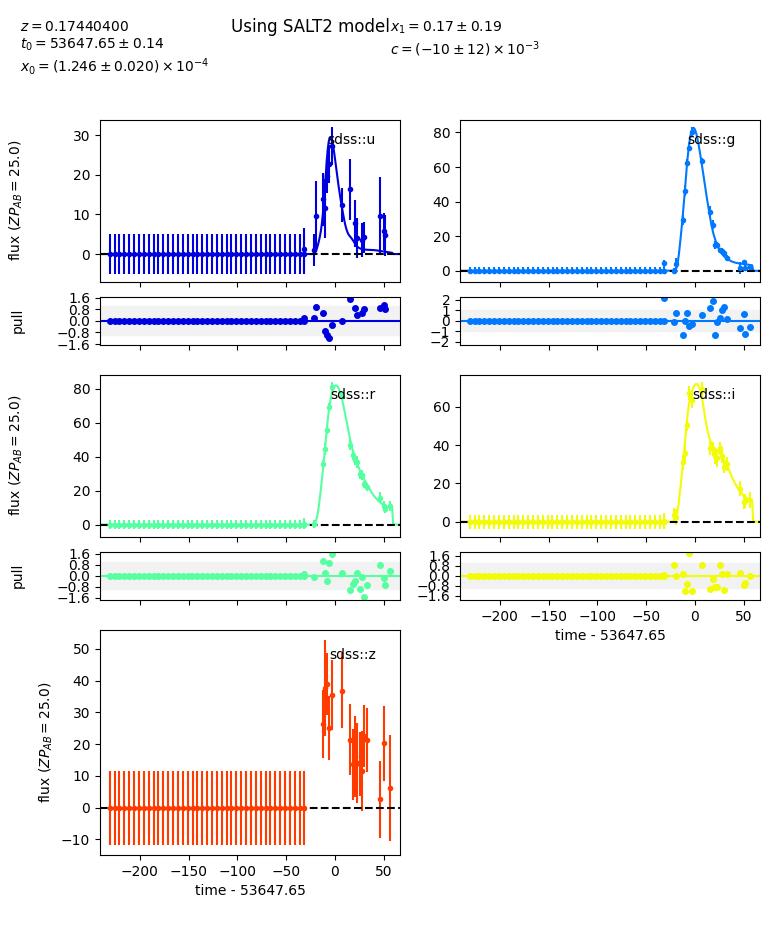 z = 0.17440400
Using SALT2 model
x₁ = 0.17 ± 0.19
t₀ = 53647.65 ± 0.14
c = (−10 ± 12) × 10⁻³
x₀ = (1.246 ± 0.020) × 10⁻⁴
flux (ZP_AB = 25.0)
30
20
10
0
sdss::u
80
60
40
20
0
sdss::g
pull
1.6
0.8
0.0
−0.8
−1.6
2
1
0
−1
−2
flux (ZP_AB = 25.0)
80
60
40
20
0
sdss::r
60
40
20
0
sdss::i
pull
1.6
0.8
0.0
−0.8
−1.6
1.6
0.8
0.0
−0.8
−1.6
−200 −150 −100 −50 0 50
time - 53647.65
flux (ZP_AB = 25.0)
50
40
30
20
10
0
−10
sdss::z
−200 −150 −100 −50 0 50
time - 53647.65